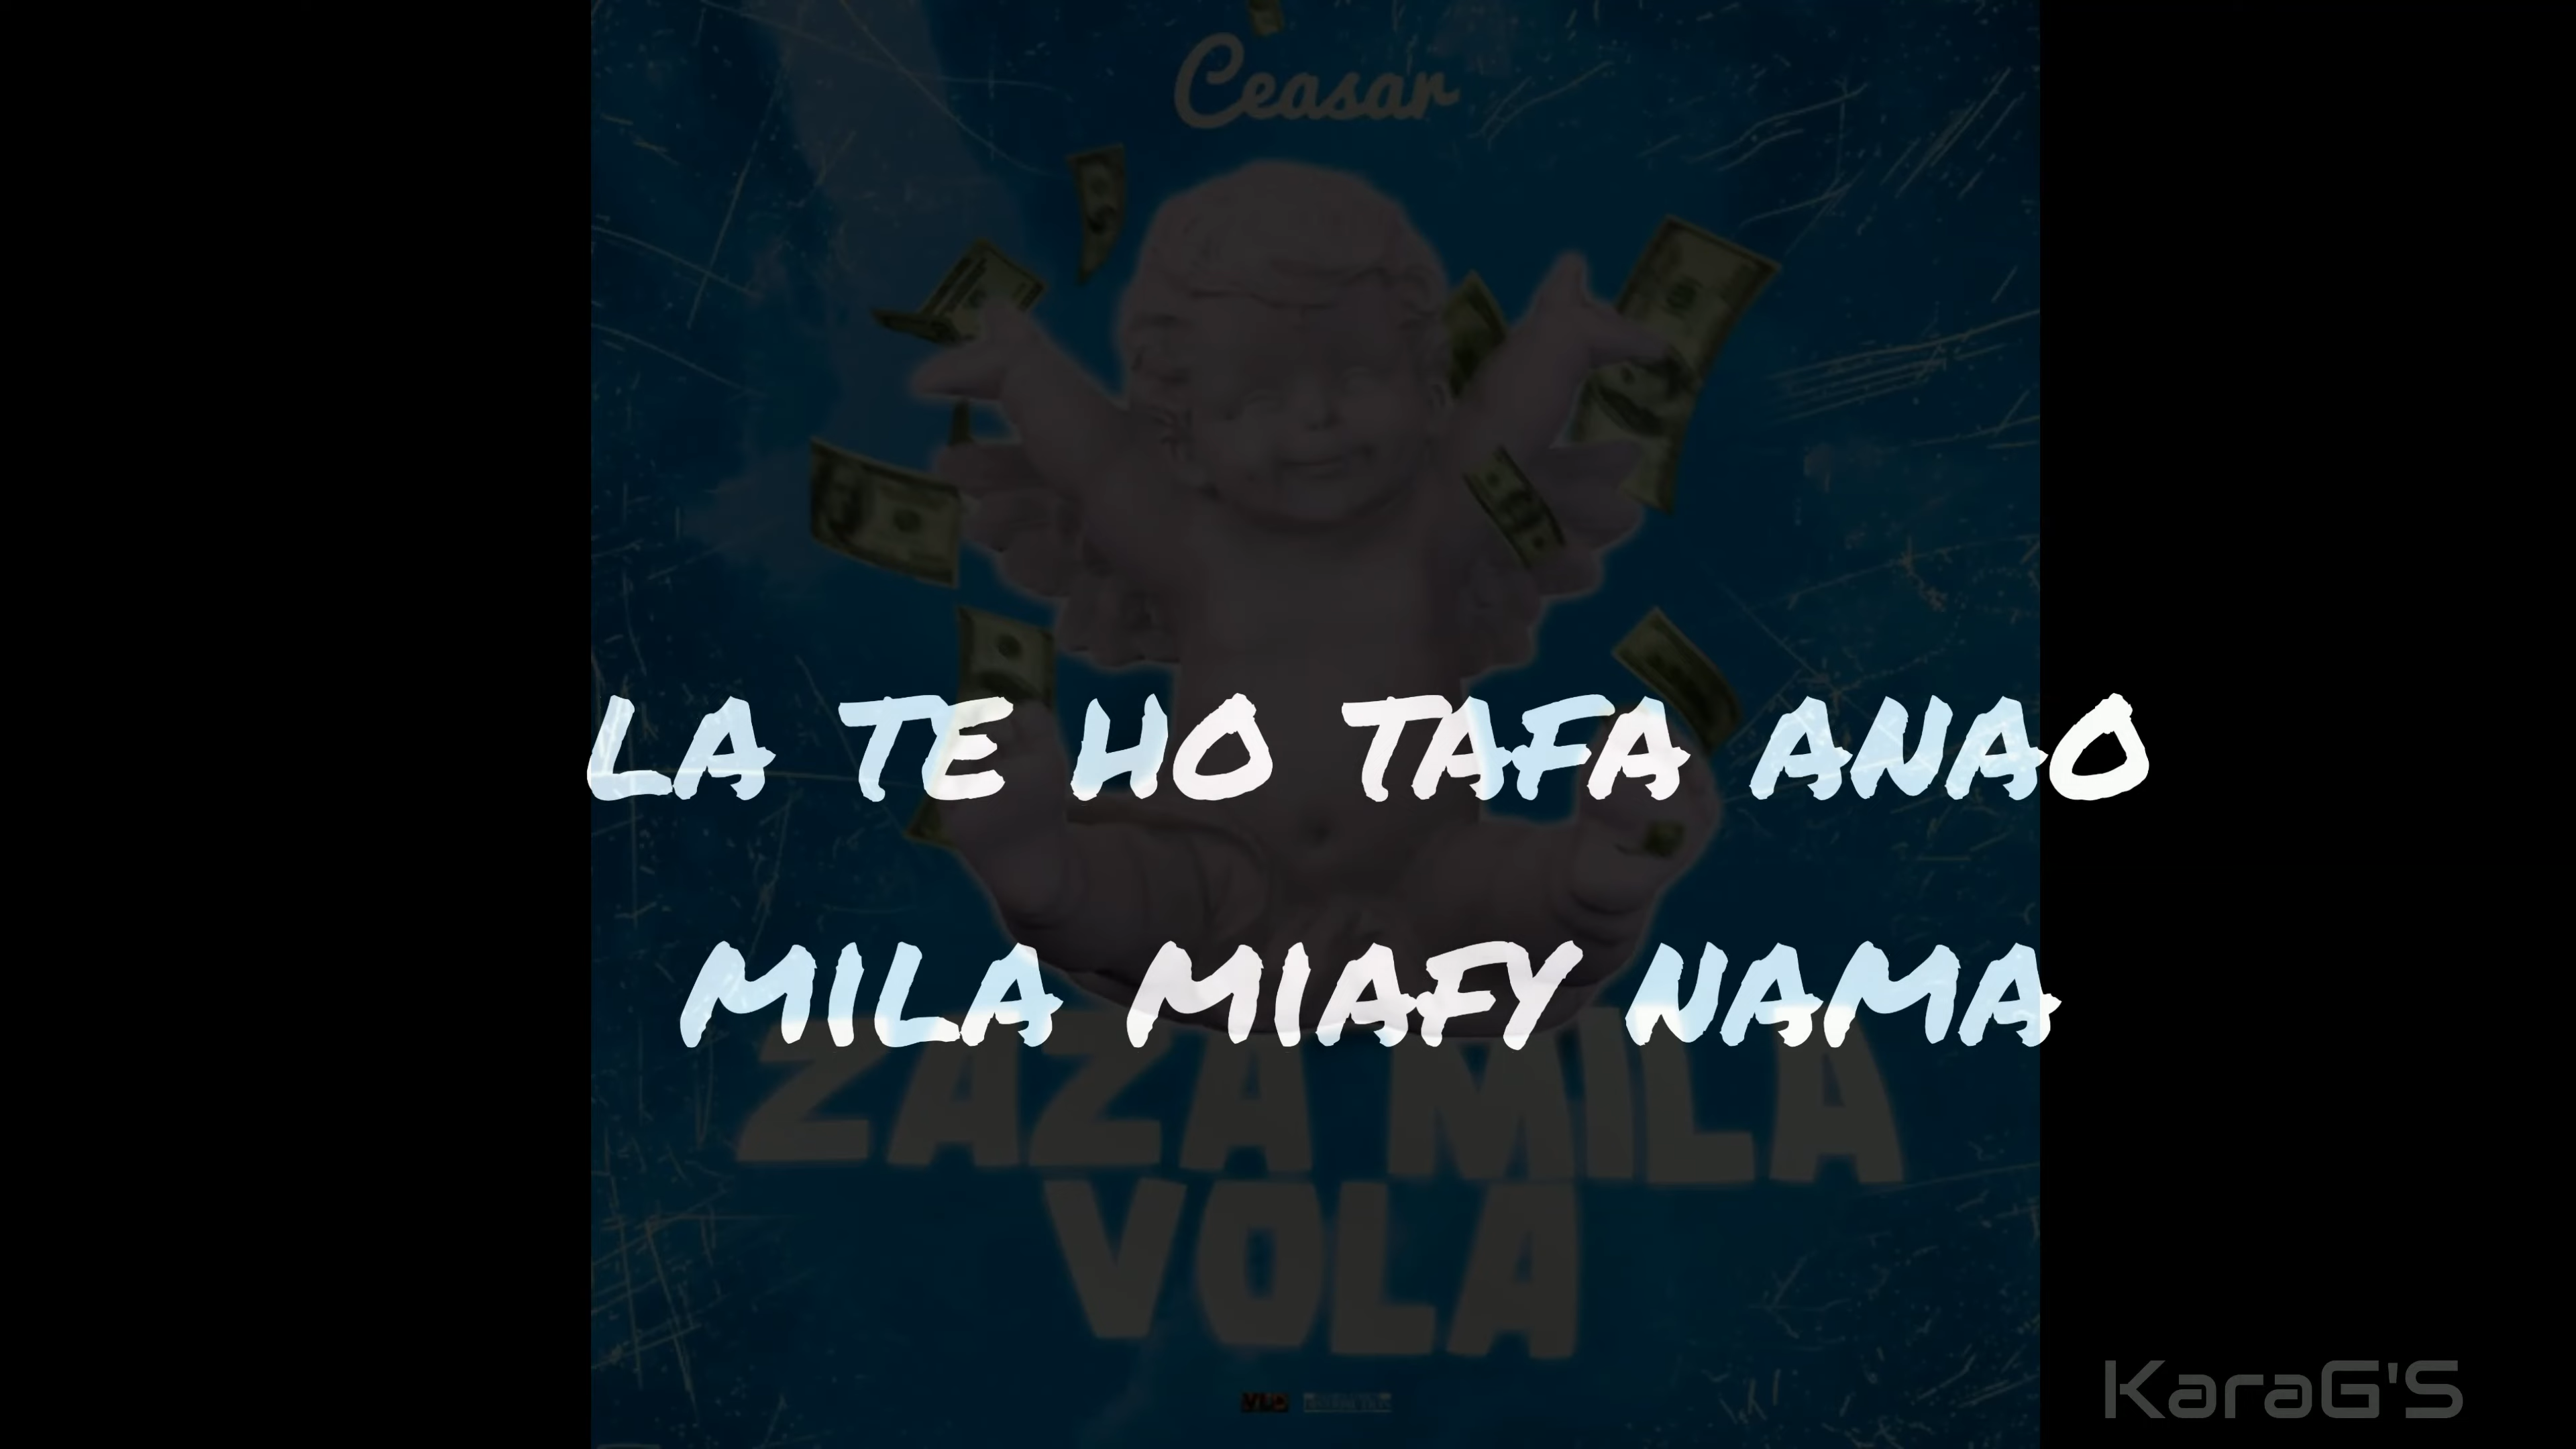 Ceasar
LA TE HO TAFA ANAO
MILA MIAFY NAMA
ZAZA MILA
VOLA
KaraG'S